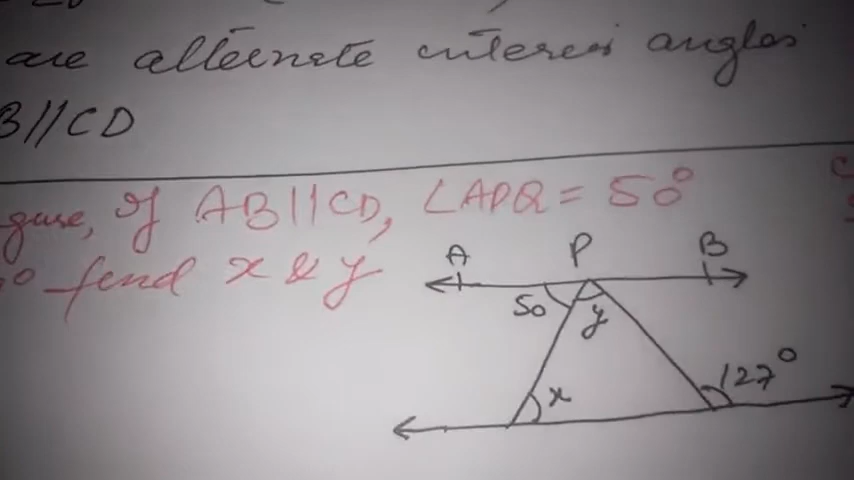 are alternate interior angles
B//CD
gure, If AB||CD, ∠APQ = 50°
find x & y
A P B
50 y
x 127°